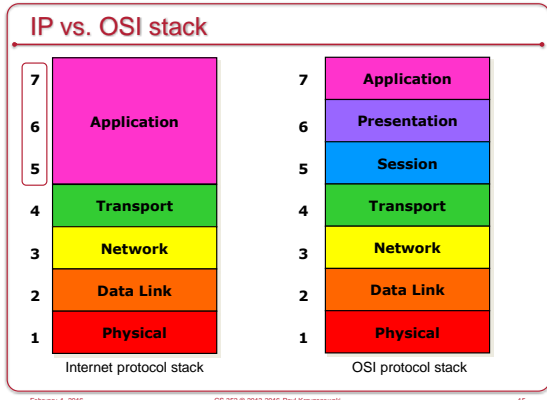 IP vs. OSI stack
7
6
5
4
3
2
1
Application
Transport
Network
Data Link
Physical
Internet protocol stack
7
6
5
4
3
2
1
Application
Presentation
Session
Transport
Network
Data Link
Physical
OSI protocol stack